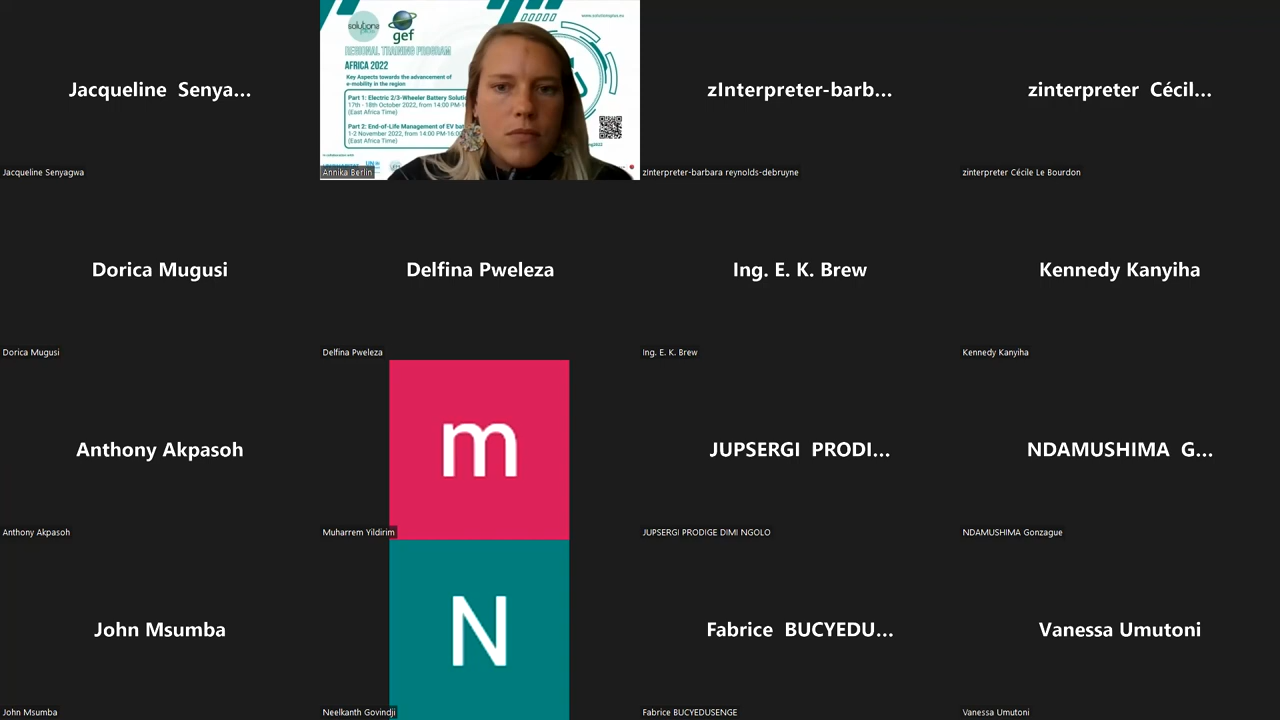 Jacqueline Senya...
Jacqueline Senyagwa
solutions
plus
gef
www.solutionsplus.eu
REGIONAL TRAINING PROGRAM
AFRICA 2022
Key Aspects towards the advancement of
e-mobility in the region
Part 1: Electric 2/3-Wheeler Battery Soluti
17th - 18th October 2022, from 14:00 PM-1
(East Africa Time)
Part 2: End-of-Life Management of EV bat
1-2 November 2022, from 14:00 PM-16:0
(East Africa Time)
Annika Berlin
zInterpreter-barb...
zInterpreter-barbara reynolds-debruyne
zinterpreter Cécil...
zinterpreter Cécile Le Bourdon
Dorica Mugusi
Dorica Mugusi
Delfina Pweleza
Delfina Pweleza
Ing. E. K. Brew
Ing. E. K. Brew
Kennedy Kanyiha
Kennedy Kanyiha
Anthony Akpasoh
Anthony Akpasoh
m
Muharrem Yildirim
JUPSERGI PRODI...
JUPSERGI PRODIGE DIMI NGOLO
NDAMUSHIMA G...
NDAMUSHIMA Gonzague
John Msumba
John Msumba
N
Neelkanth Govindji
Fabrice BUCYEDU...
Fabrice BUCYEDUSENGE
Vanessa Umutoni
Vanessa Umutoni